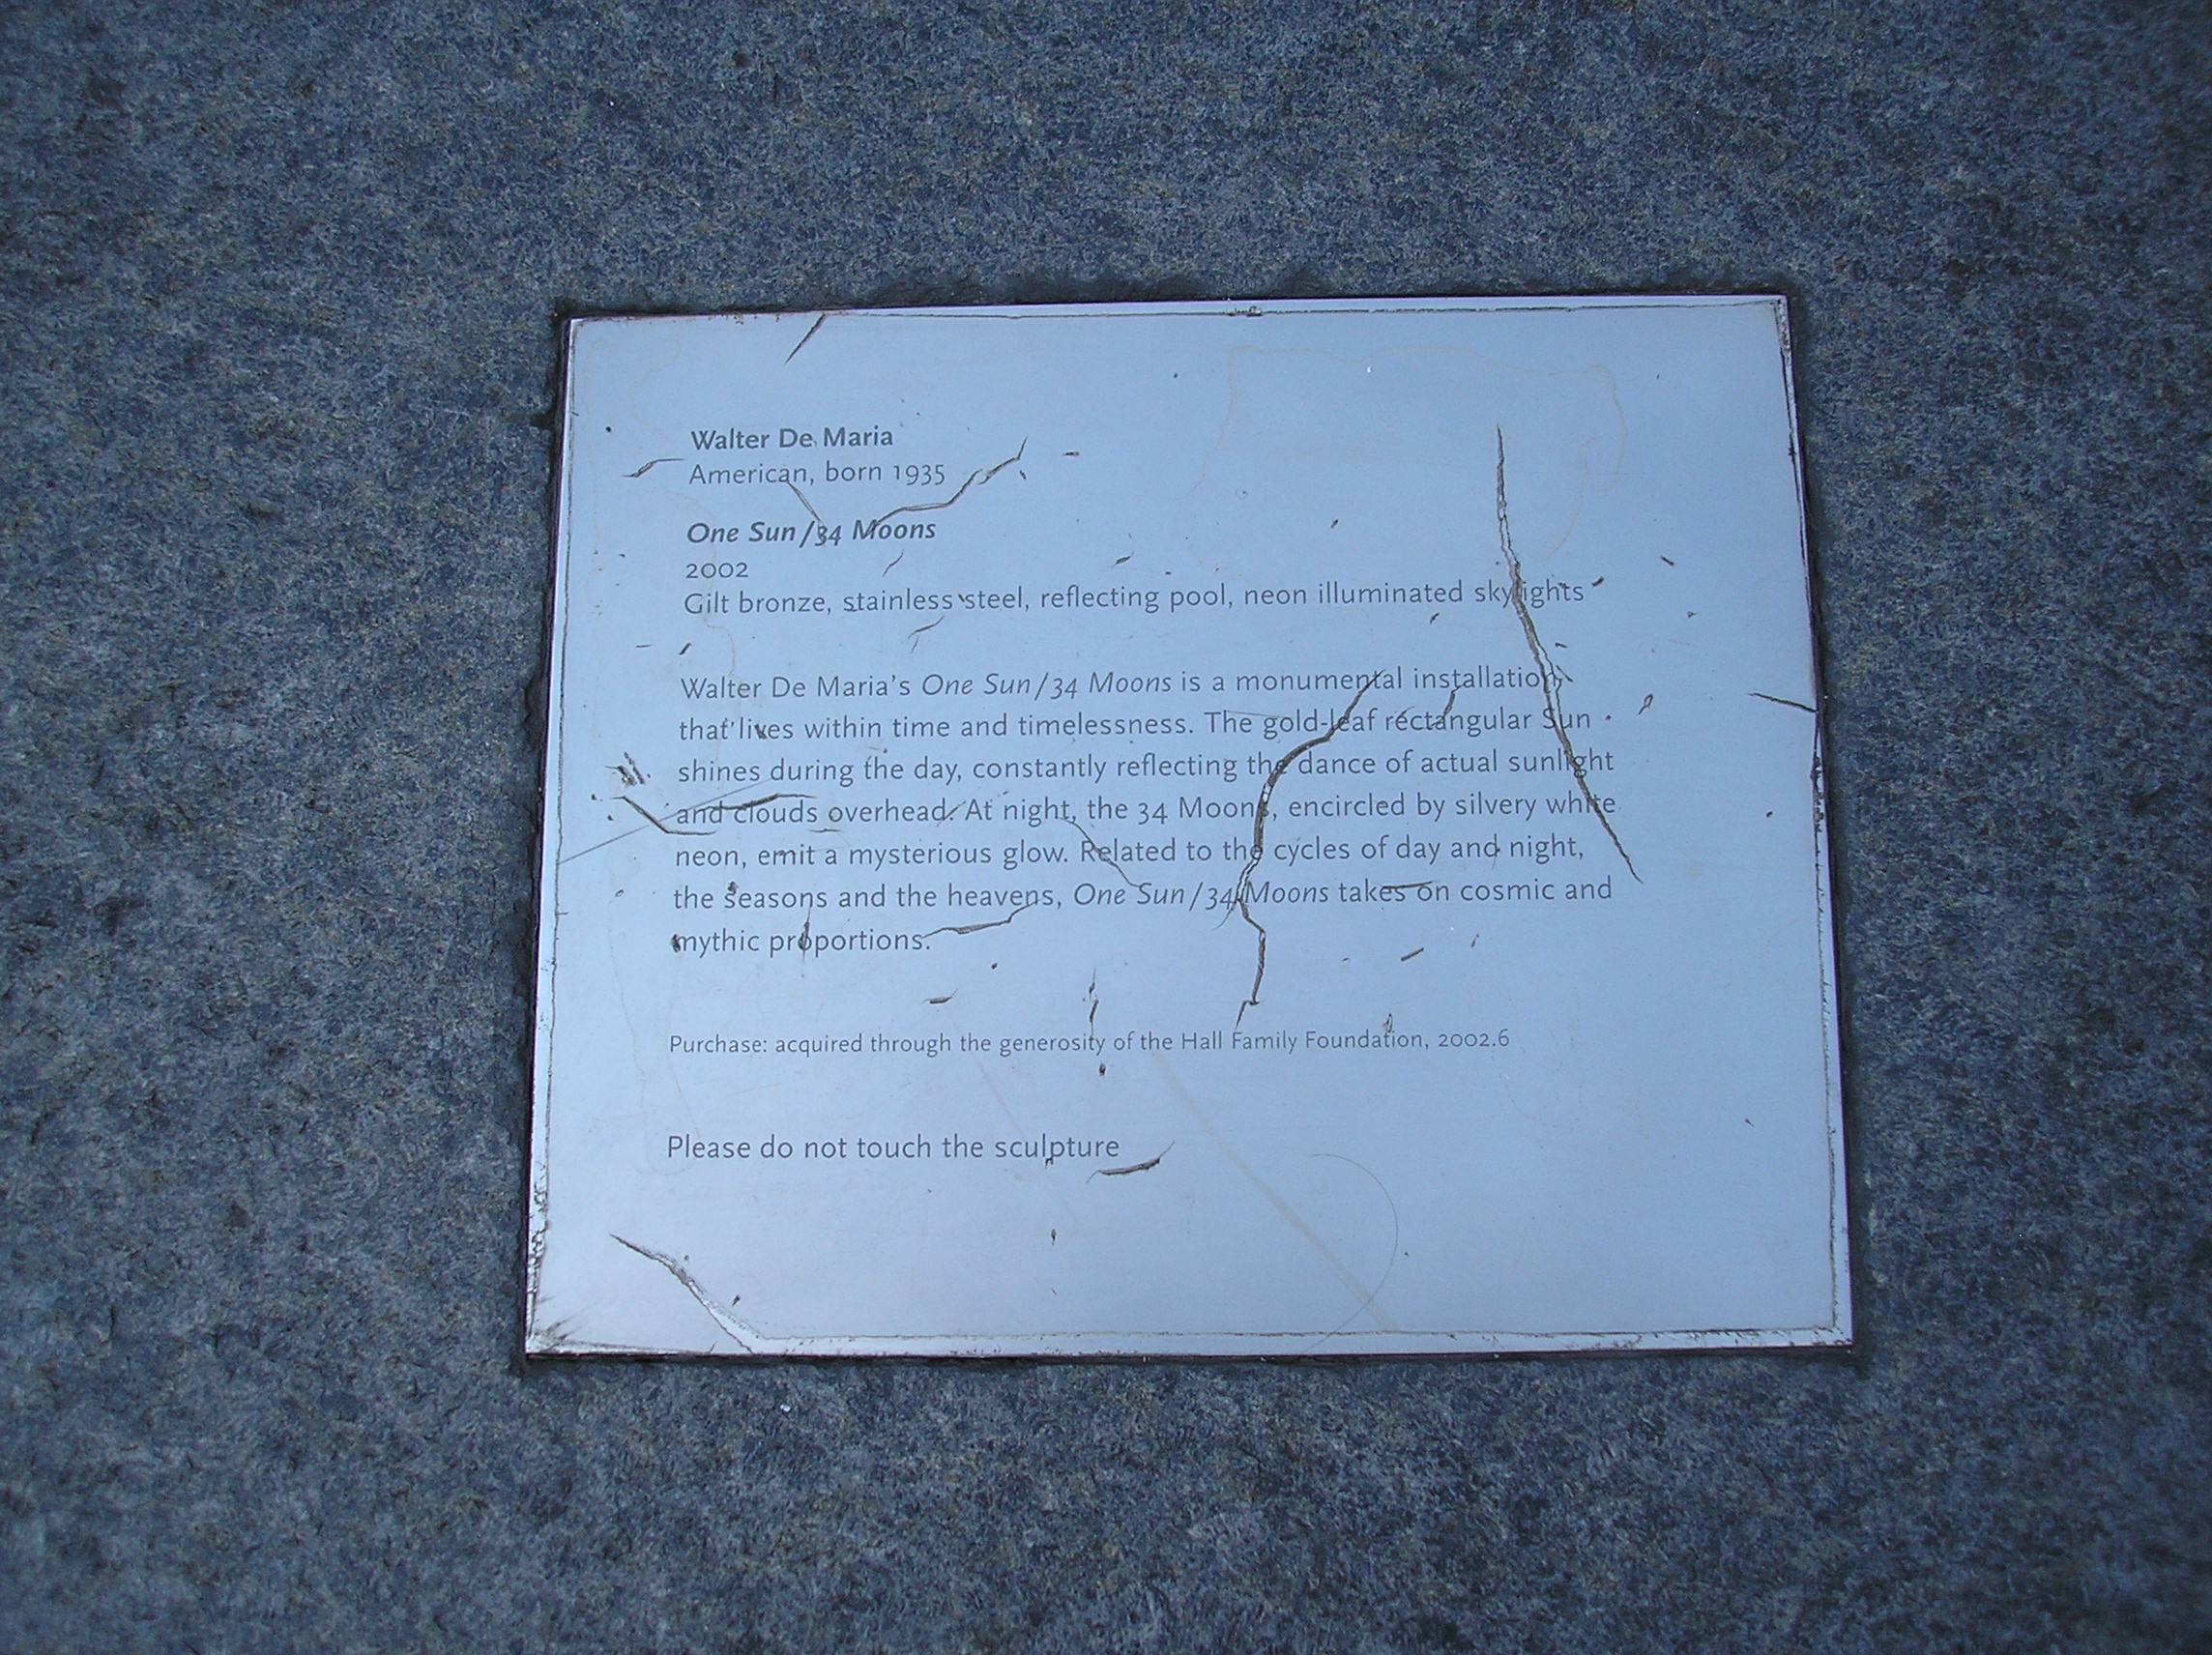 Walter De Maria
American, born 1935
One Sun/34 Moons
2002
Gilt bronze, stainless steel, reflecting pool, neon illuminated skylights
Walter De Maria's One Sun/34 Moons is a monumental installation
that lives within time and timelessness. The gold-leaf rectangular Sun
shines during the day, constantly reflecting the dance of actual sunlight
and clouds overhead. At night, the 34 Moons, encircled by silvery white
neon, emit a mysterious glow. Related to the cycles of day and night,
the seasons and the heavens, One Sun/34 Moons takes on cosmic and
mythic proportions.
Purchase: acquired through the generosity of the Hall Family Foundation, 2002.6
Please do not touch the sculpture